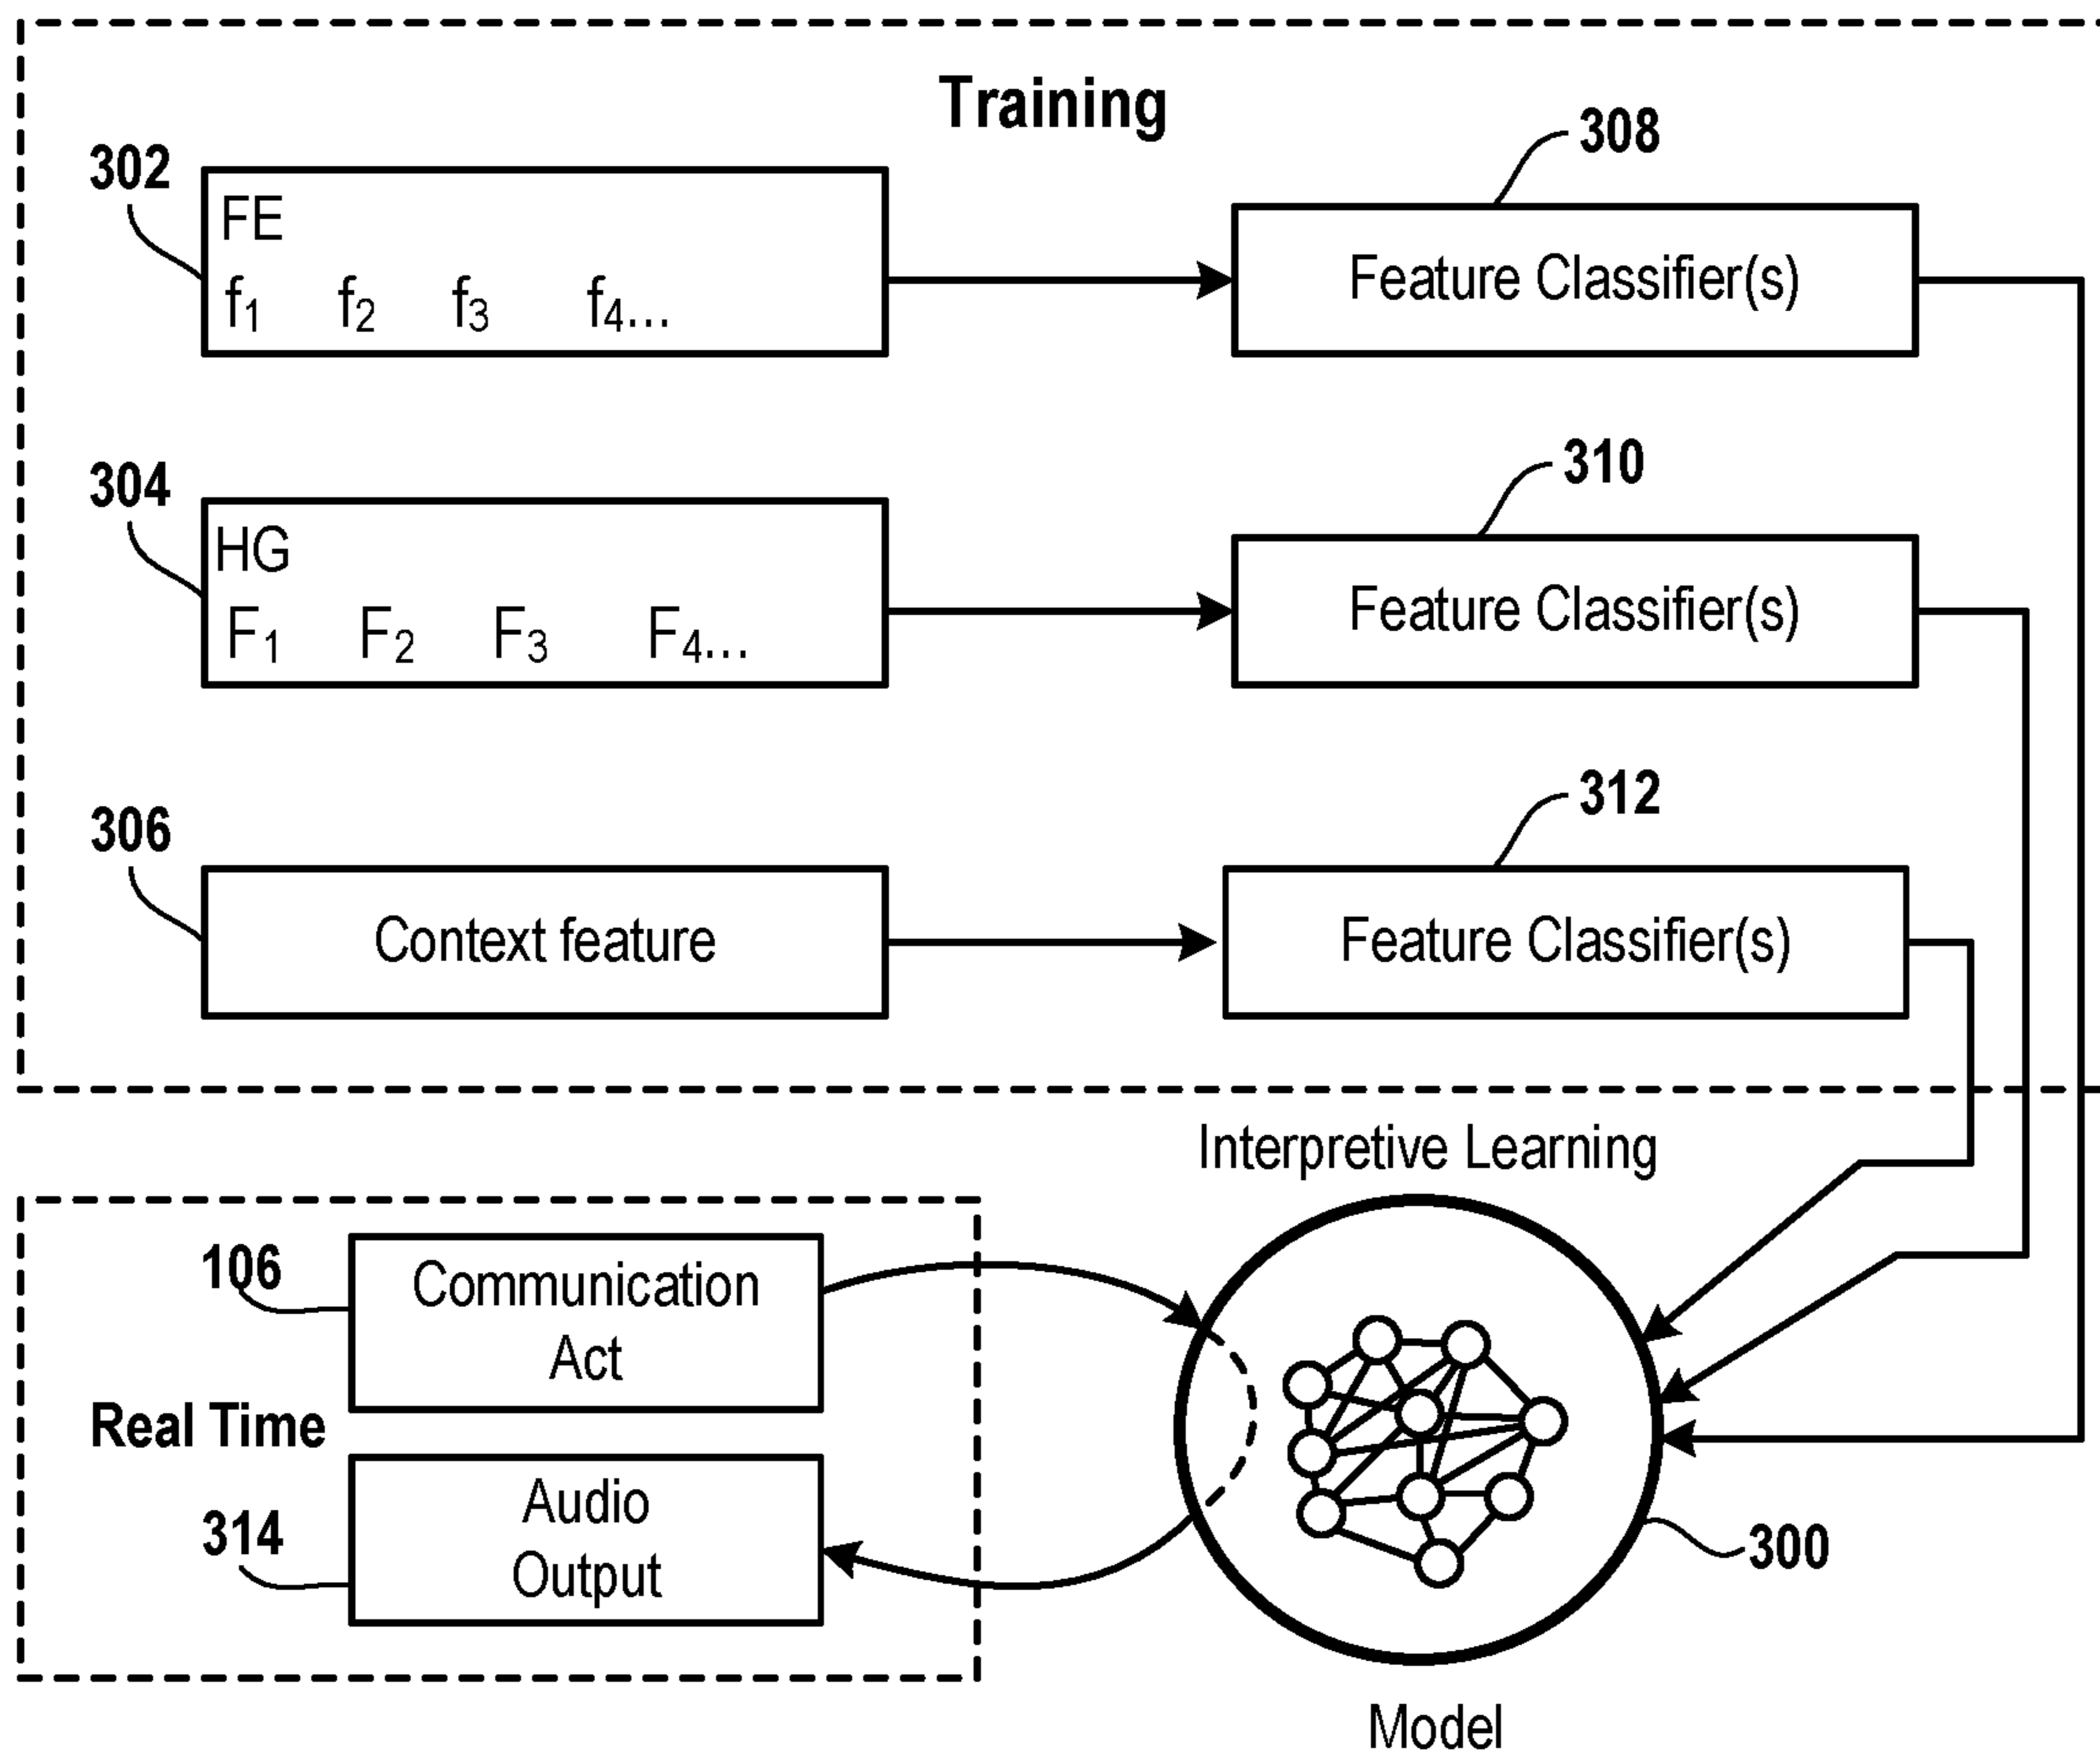 Training
302
308
FE
f1 f2 f3 f4...
Feature Classifier(s)
304
310
HG
F1 F2 F3 F4...
Feature Classifier(s)
306
312
Context feature
Feature Classifier(s)
Interpretive Learning
106
Communication
Act
Real Time
Audio
Output
314
300
Model